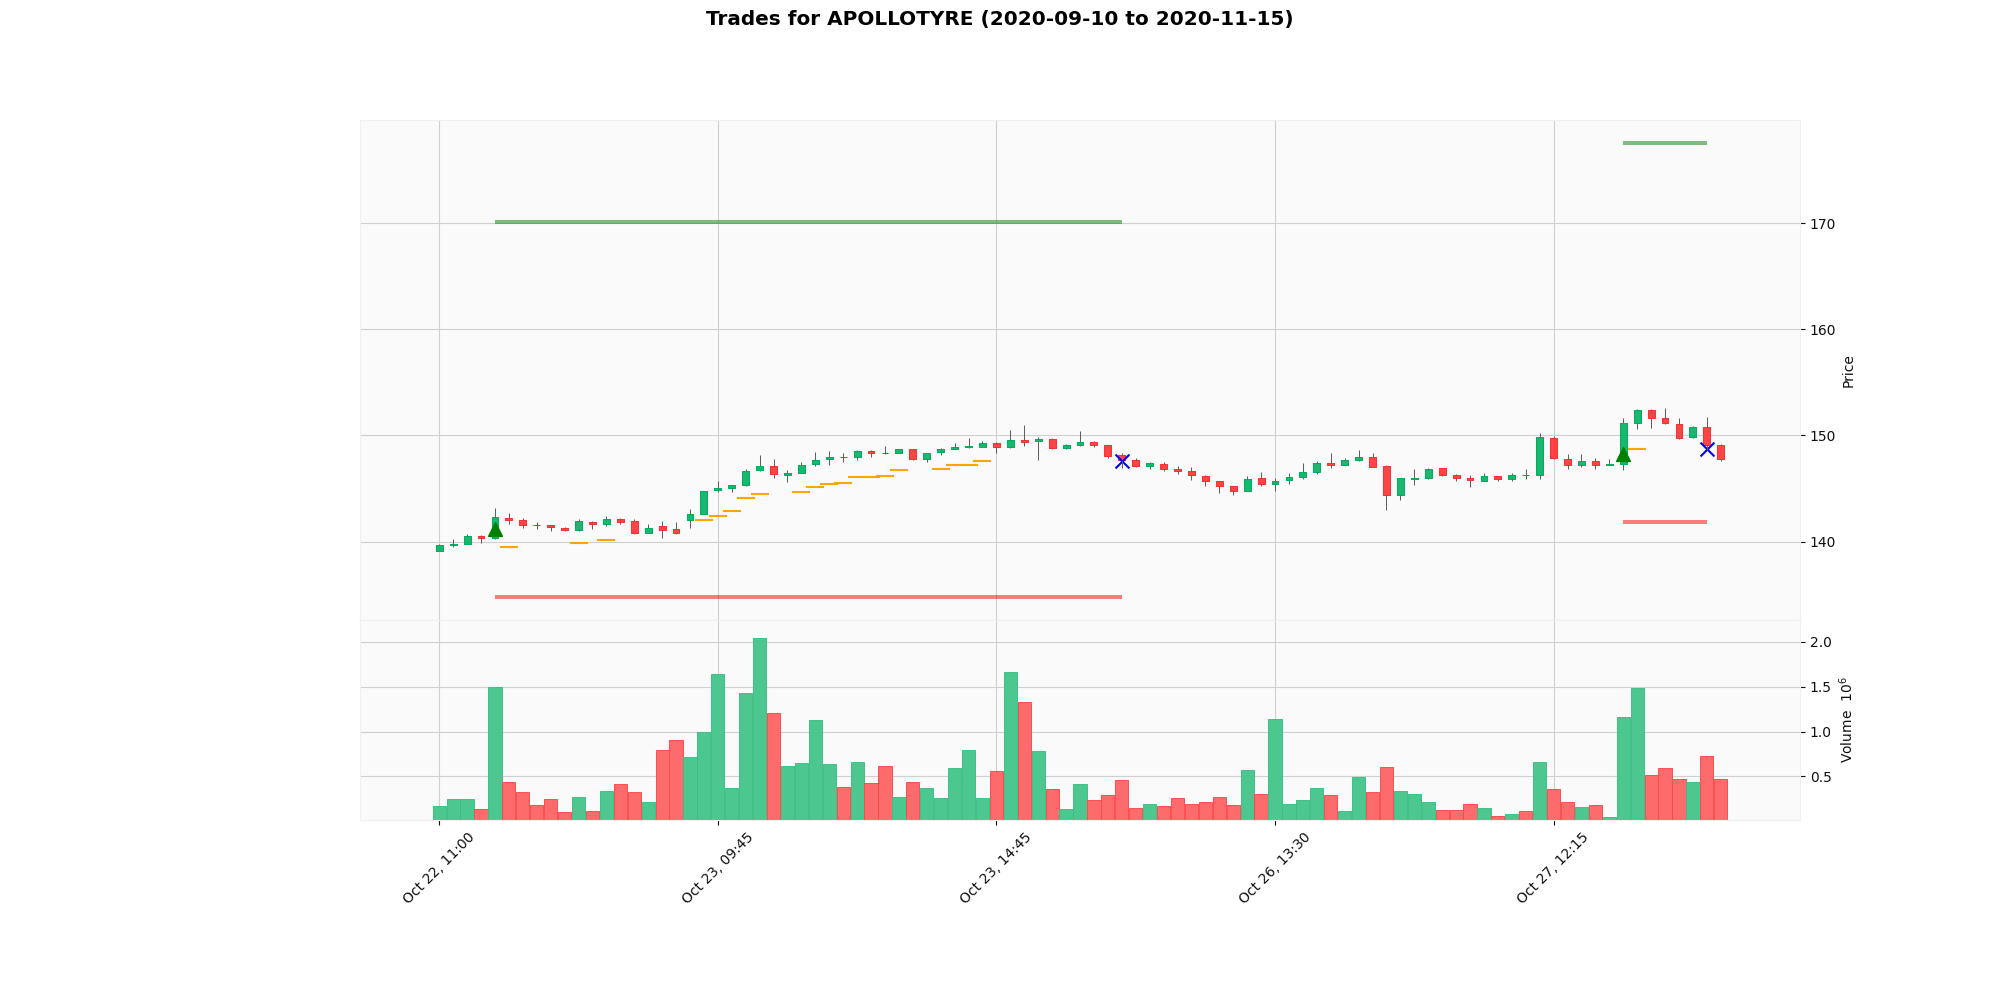 Trades for APOLLOTYRE (2020-09-10 to 2020-11-15)
170
160
150
140
Price
2.0
1.5
1.0
0.5
Volume 10⁶
Oct 22, 11:00
Oct 23, 09:45
Oct 23, 14:45
Oct 26, 13:30
Oct 27, 12:15